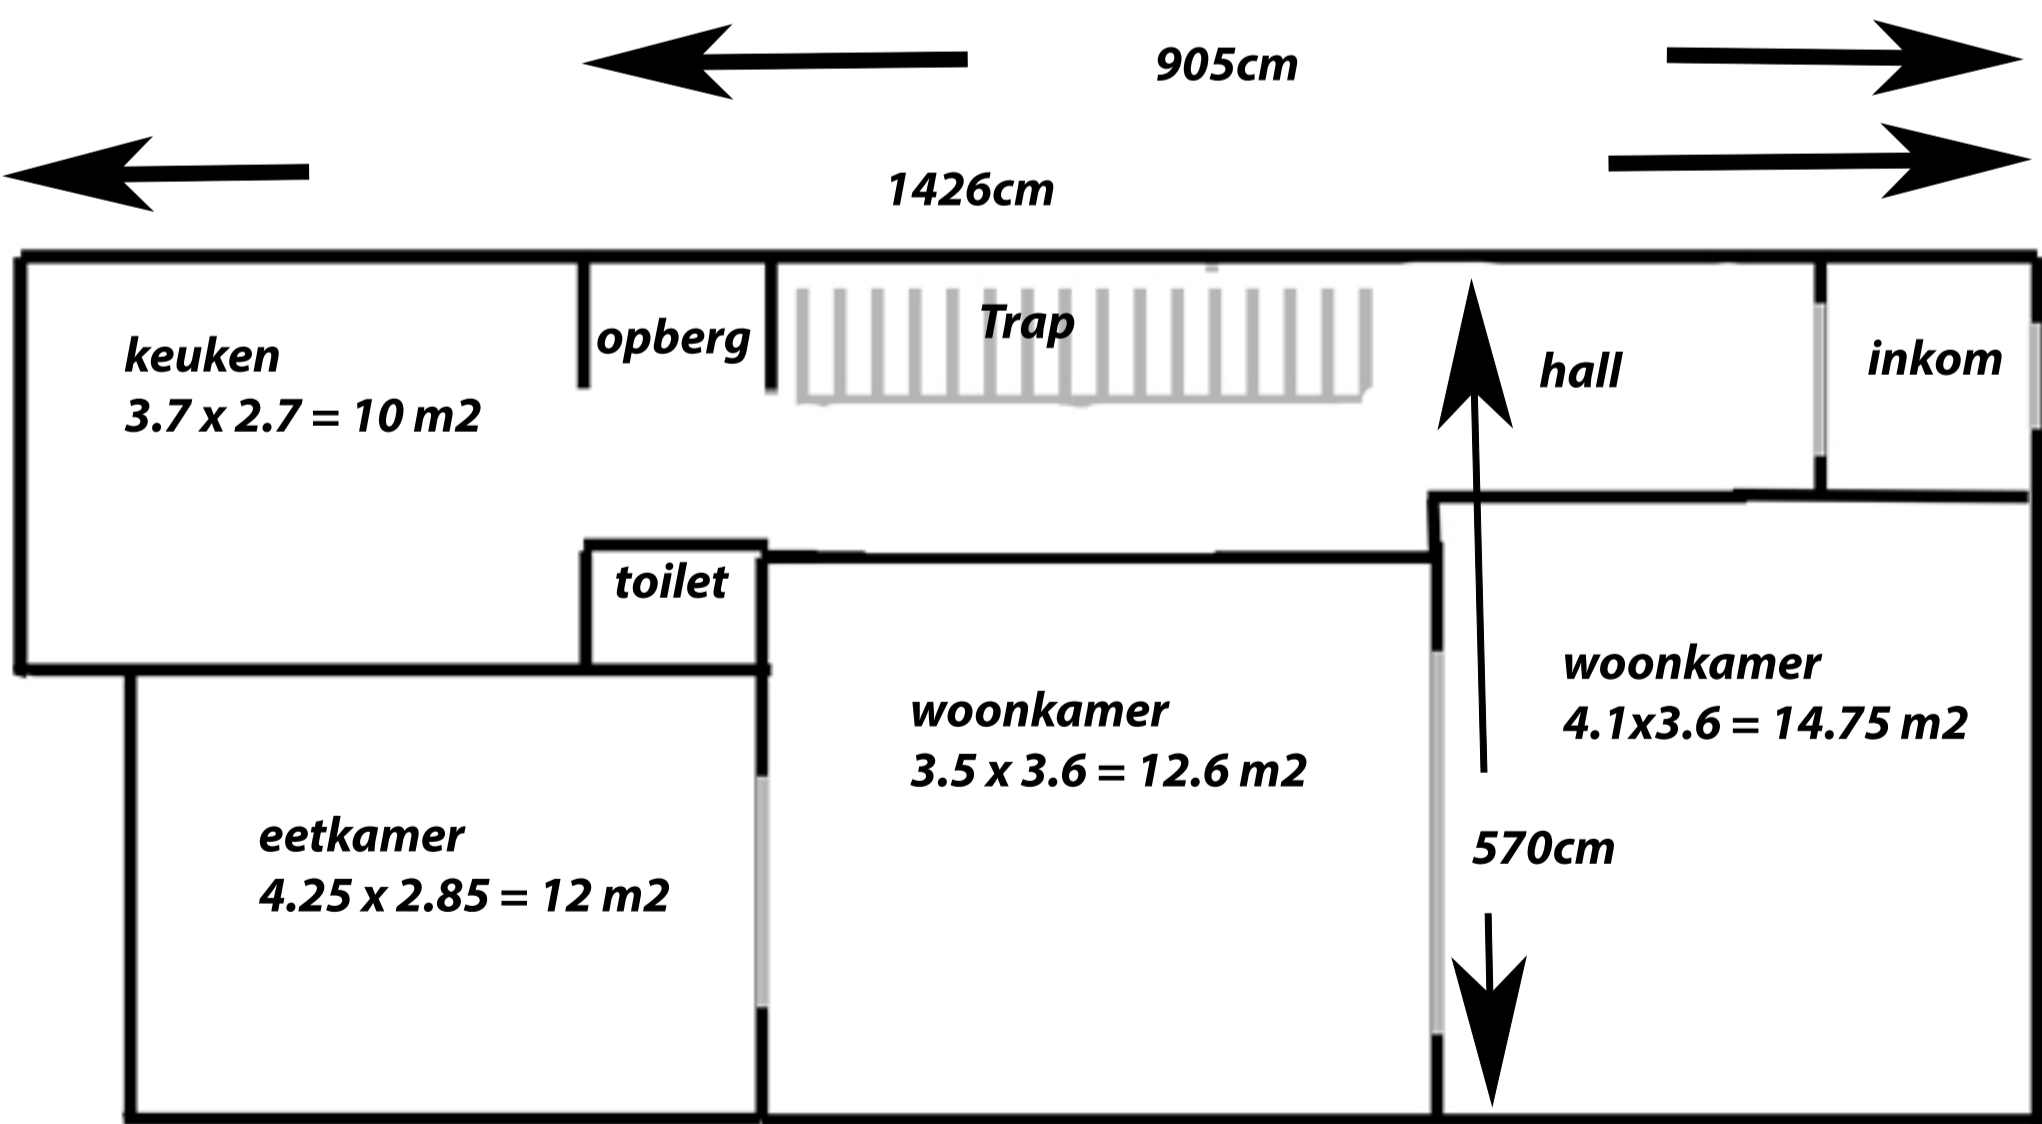 905cm
1426cm
keuken
3.7 x 2.7 = 10 m2
opberg
Trap
hall
inkom
toilet
woonkamer
3.5 x 3.6 = 12.6 m2
woonkamer
4.1x3.6 = 14.75 m2
eetkamer
4.25 x 2.85 = 12 m2
570cm